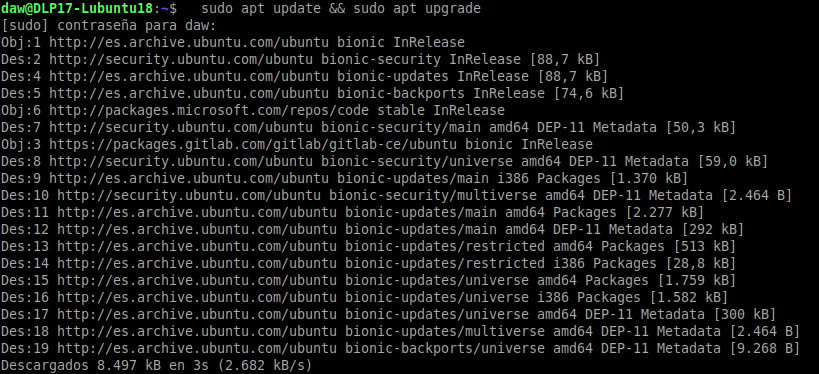 daw@DLP17-Lubuntu18:~$   sudo apt update && sudo apt upgrade
[sudo] contraseña para daw:
Obj:1 http://es.archive.ubuntu.com/ubuntu bionic InRelease
Des:2 http://security.ubuntu.com/ubuntu bionic-security InRelease [88,7 kB]
Des:4 http://es.archive.ubuntu.com/ubuntu bionic-updates InRelease [88,7 kB]
Des:5 http://es.archive.ubuntu.com/ubuntu bionic-backports InRelease [74,6 kB]
Obj:6 http://packages.microsoft.com/repos/code stable InRelease
Des:7 http://security.ubuntu.com/ubuntu bionic-security/main amd64 DEP-11 Metadata [50,3 kB]
Obj:3 https://packages.gitlab.com/gitlab/gitlab-ce/ubuntu bionic InRelease
Des:8 http://security.ubuntu.com/ubuntu bionic-security/universe amd64 DEP-11 Metadata [59,0 kB]
Des:9 http://es.archive.ubuntu.com/ubuntu bionic-updates/main i386 Packages [1.370 kB]
Des:10 http://security.ubuntu.com/ubuntu bionic-security/multiverse amd64 DEP-11 Metadata [2.464 B]
Des:11 http://es.archive.ubuntu.com/ubuntu bionic-updates/main amd64 Packages [2.277 kB]
Des:12 http://es.archive.ubuntu.com/ubuntu bionic-updates/main amd64 DEP-11 Metadata [292 kB]
Des:13 http://es.archive.ubuntu.com/ubuntu bionic-updates/restricted amd64 Packages [513 kB]
Des:14 http://es.archive.ubuntu.com/ubuntu bionic-updates/restricted i386 Packages [28,8 kB]
Des:15 http://es.archive.ubuntu.com/ubuntu bionic-updates/universe amd64 Packages [1.759 kB]
Des:16 http://es.archive.ubuntu.com/ubuntu bionic-updates/universe i386 Packages [1.582 kB]
Des:17 http://es.archive.ubuntu.com/ubuntu bionic-updates/universe amd64 DEP-11 Metadata [300 kB]
Des:18 http://es.archive.ubuntu.com/ubuntu bionic-updates/multiverse amd64 DEP-11 Metadata [2.464 B]
Des:19 http://es.archive.ubuntu.com/ubuntu bionic-backports/universe amd64 DEP-11 Metadata [9.268 B]
Descargados 8.497 kB en 3s (2.682 kB/s)